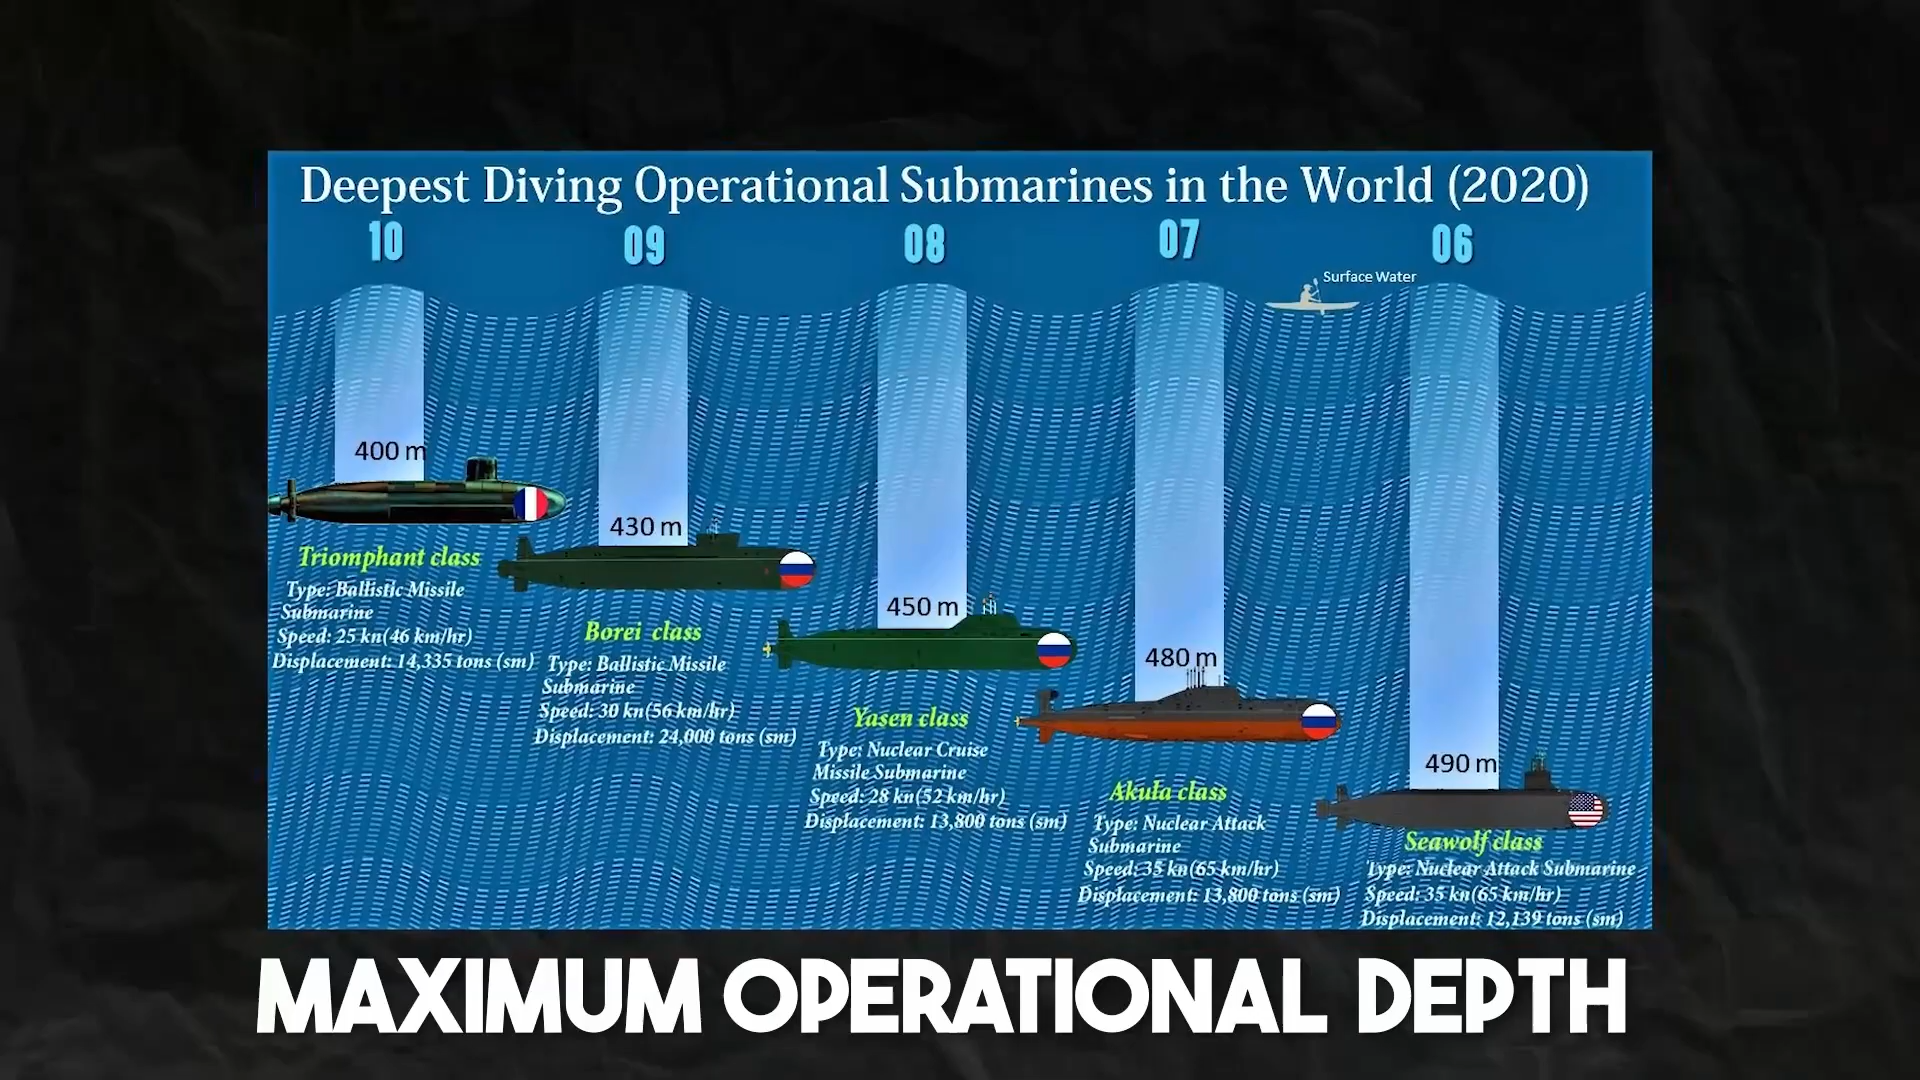 Deepest Diving Operational Submarines in the World (2020)
10
09
08
07
06
Surface Water
400 m
Triomphant class
Type: Ballistic Missile
Submarine
Speed: 25 kn(46 km/hr)
Displacement: 14,335 tons (sm)
430 m
Borei class
Type: Ballistic Missile
Submarine
Speed: 30 kn(56 km/hr)
Displacement: 24,000 tons (sm)
450 m
Yasen class
Type: Nuclear Cruise
Missile Submarine
Speed: 28 kn(52 km/hr)
Displacement: 13,800 tons (sm)
480 m
Akula class
Type: Nuclear Attack
Submarine
Speed: 35 kn(65 km/hr)
Displacement: 13,800 tons (sm)
490 m
Seawolf class
Type: Nuclear Attack Submarine
Speed: 35 kn(65 km/hr)
Displacement: 12,139 tons (sm)
MAXIMUM OPERATIONAL DEPTH